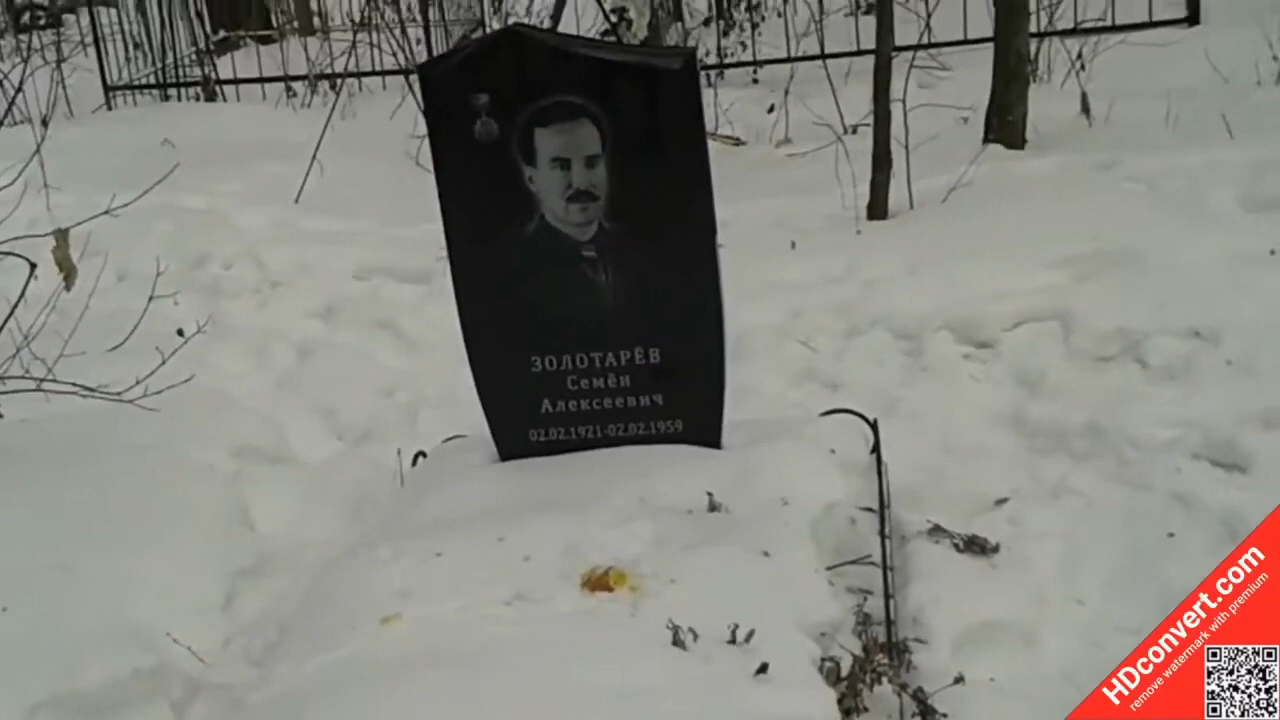 ЗОЛОТАРЁВ
Семён
Алексеевич
02.02.1921-02.02.1959
HDconvert.com
remove watermark with premium